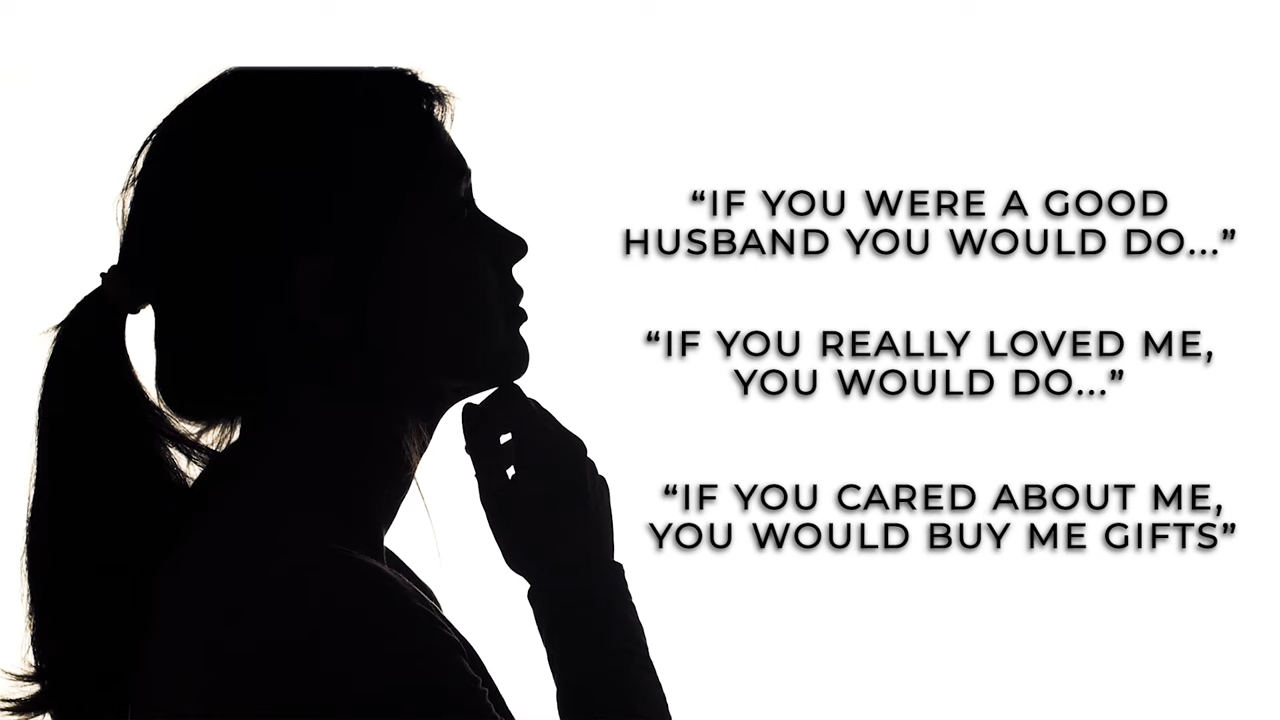 “IF YOU WERE A GOOD
HUSBAND YOU WOULD DO...”
“IF YOU REALLY LOVED ME,
YOU WOULD DO...”
“IF YOU CARED ABOUT ME,
YOU WOULD BUY ME GIFTS”